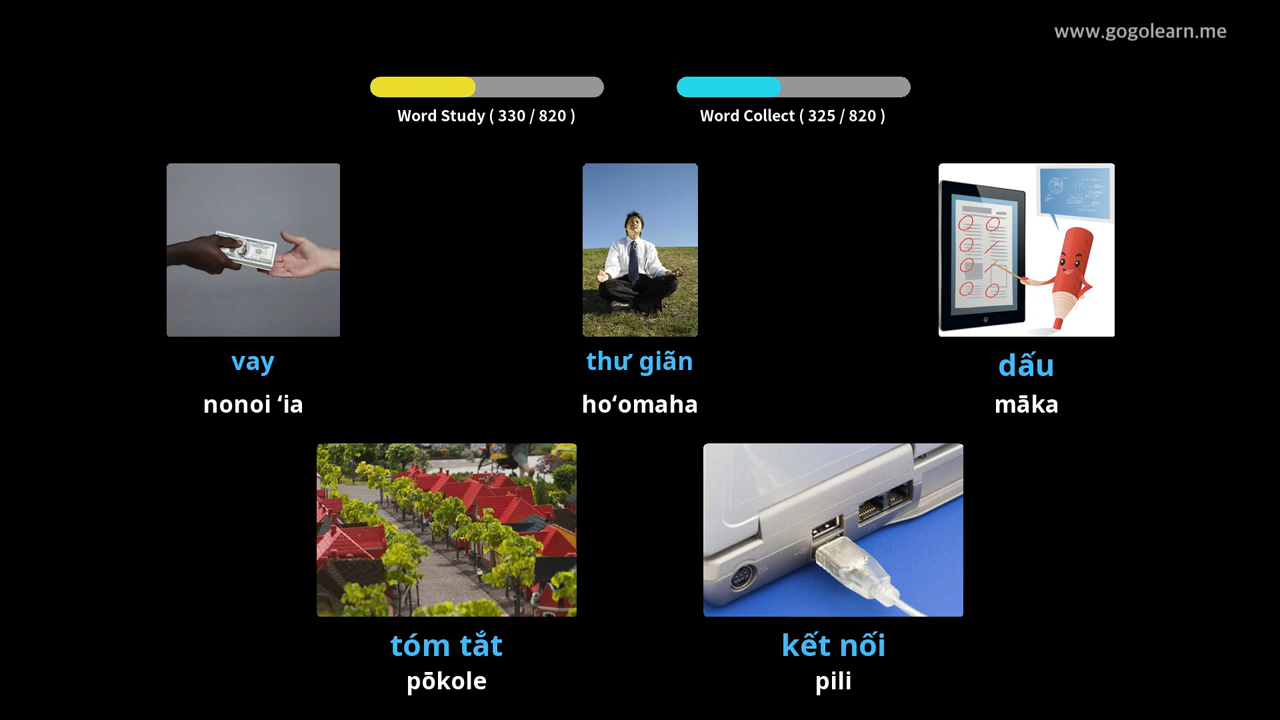 www.gogolearn.me
Word Study ( 330 / 820 )
Word Collect ( 325 / 820 )
vay
thư giãn
dấu
nonoi ʻia
hoʻomaha
māka
tóm tắt
kết nối
pōkole
pili